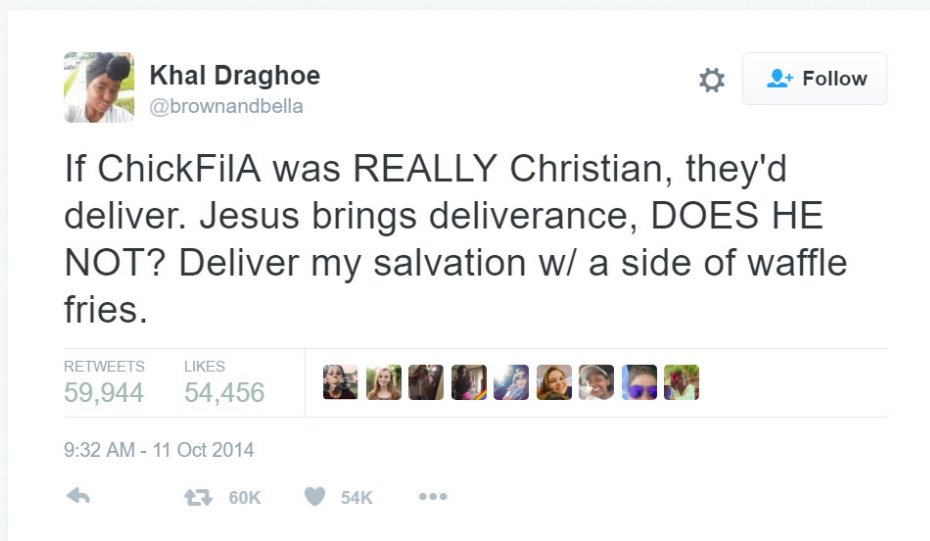 Khal Draghoe
@brownandbella
Follow
If ChickFilA was REALLY Christian, they'd
deliver. Jesus brings deliverance, DOES HE
NOT? Deliver my salvation w/ a side of waffle
fries.
RETWEETS LIKES
59,944 54,456
9:32 AM - 11 Oct 2014
60K 54K